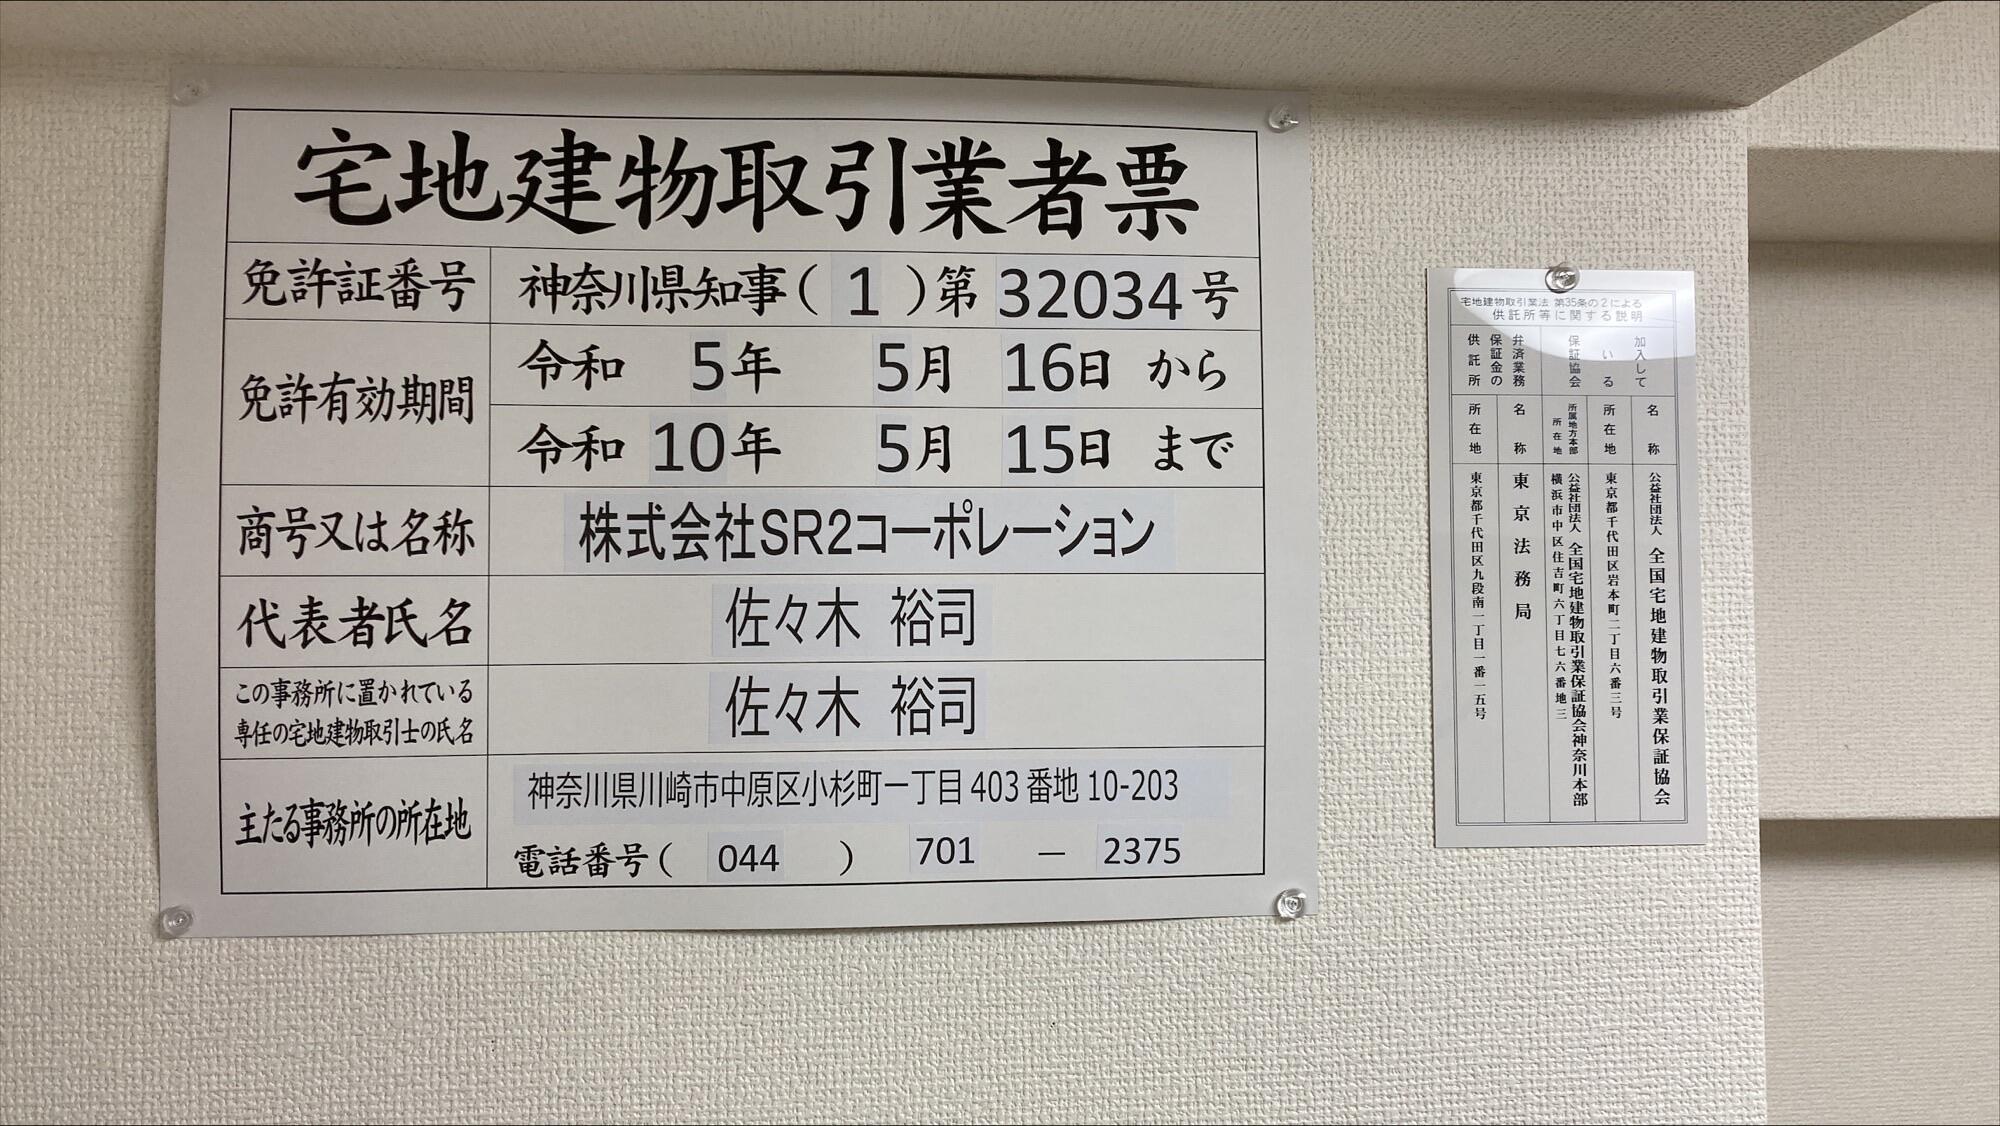 宅地建物取引業者票
免許証番号 神奈川県知事（ 1 ）第 32034 号
免許有効期間 令和 5年 5月 16日 から
令和 10年 5月 15日 まで
商号又は名称 株式会社SR2コーポレーション
代表者氏名 佐々木 裕司
この事務所に置かれている
専任の宅地建物取引士の氏名 佐々木 裕司
主たる事務所の所在地 神奈川県川崎市中原区小杉町一丁目403番地10-203
電話番号（ 044 ） 701 － 2375
宅地建物取引業法 第35条の2による
供託所等に関する説明
加入して
いる
保証協会
名称 公益社団法人 全国宅地建物取引業保証協会
所在地 東京都千代田区岩本町二丁目六番三号
所属地方本部 公益社団法人 全国宅地建物取引業保証協会神奈川本部
所在地 横浜市中区住吉町六丁目七六番地三
弁済業務
保証金の
供託所
名称 東京法務局
所在地 東京都千代田区九段南一丁目一番一五号